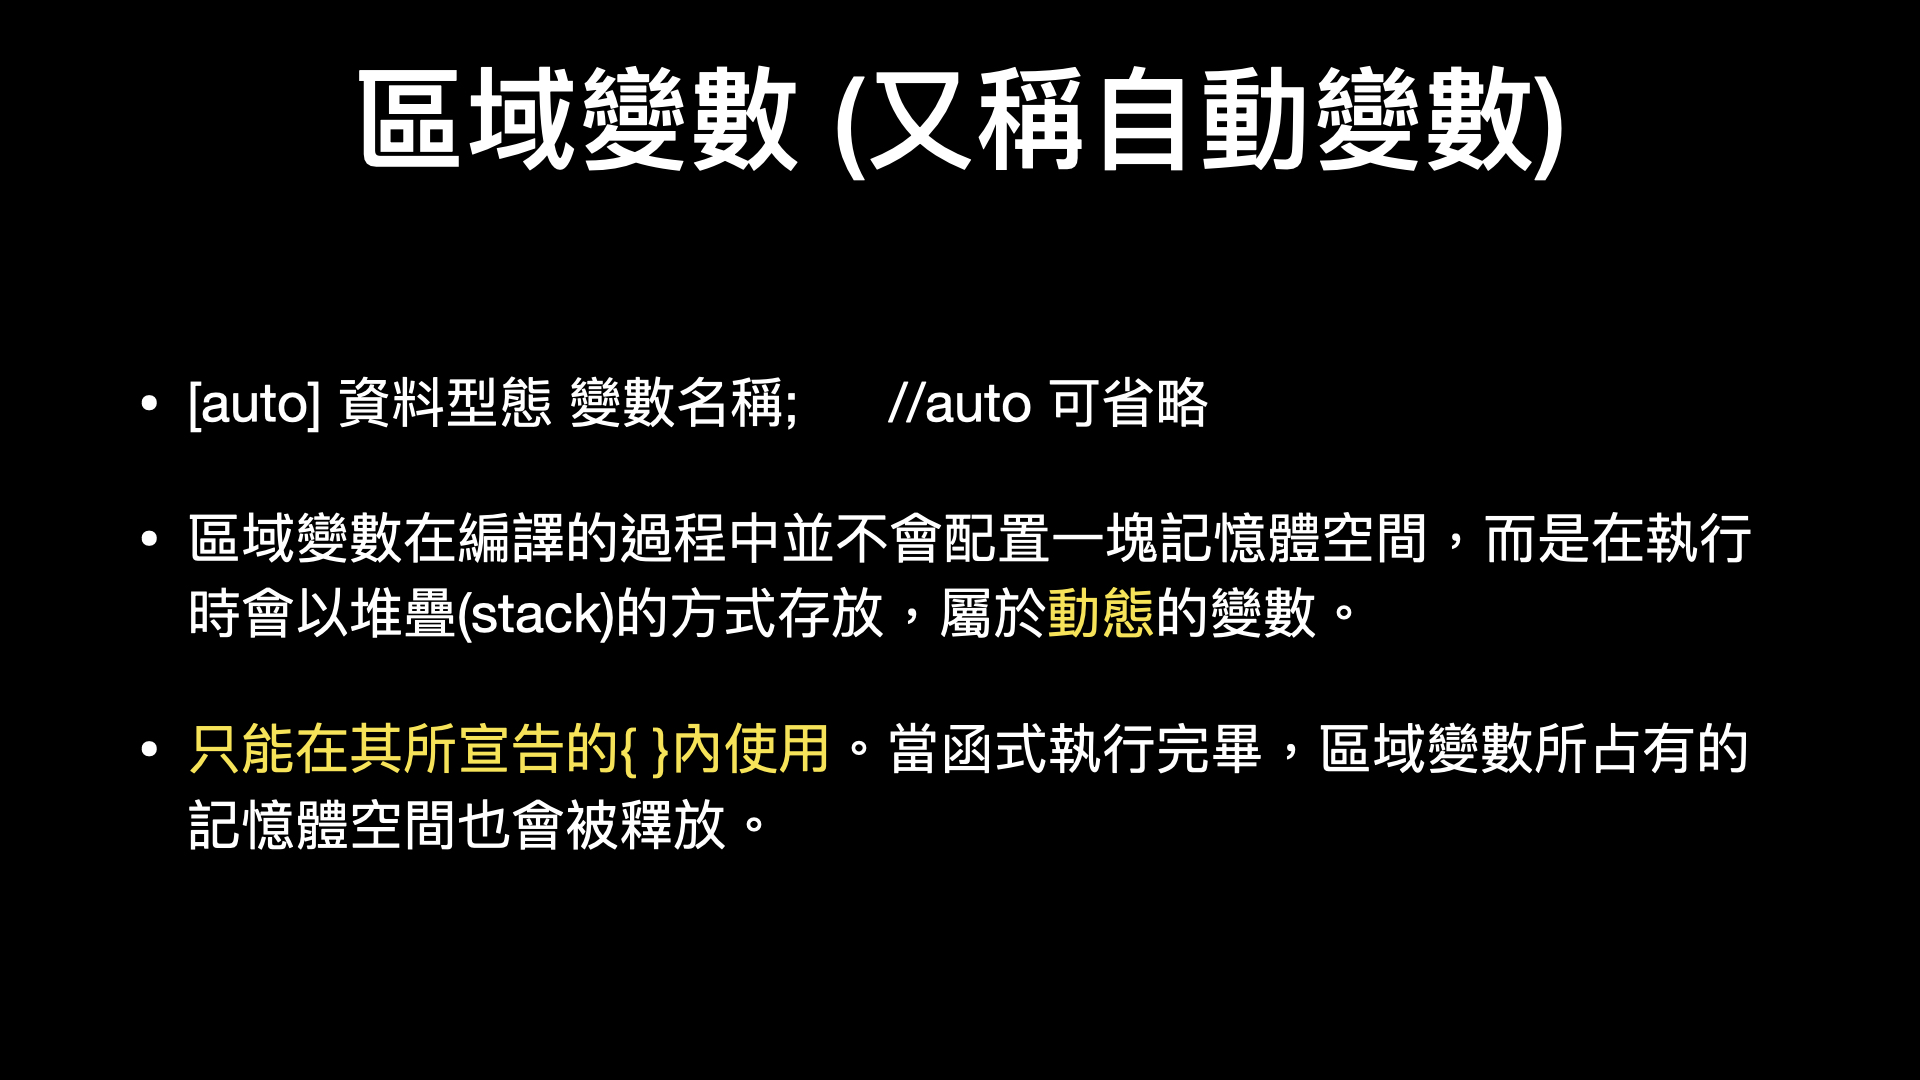 區域變數 (又稱自動變數)
• [auto] 資料型態 變數名稱;  //auto 可省略
• 區域變數在編譯的過程中並不會配置一塊記憶體空間，而是在執行
時會以堆疊(stack)的方式存放，屬於動態的變數。
• 只能在其所宣告的{ }內使用。當函式執行完畢，區域變數所占有的
記憶體空間也會被釋放。